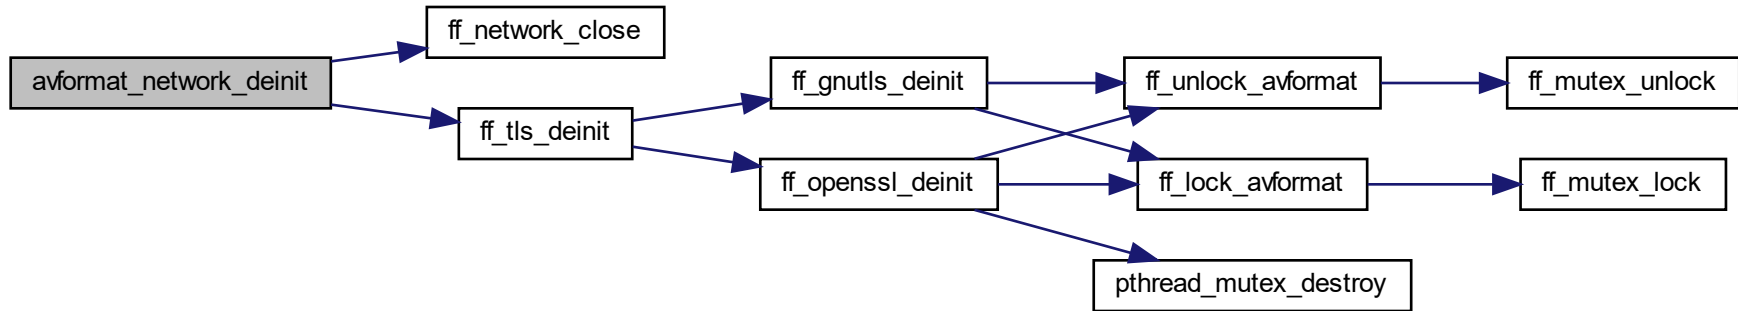 avformat_network_deinit
ff_network_close
ff_tls_deinit
ff_gnutls_deinit
ff_openssl_deinit
ff_unlock_avformat
ff_lock_avformat
pthread_mutex_destroy
ff_mutex_unlock
ff_mutex_lock